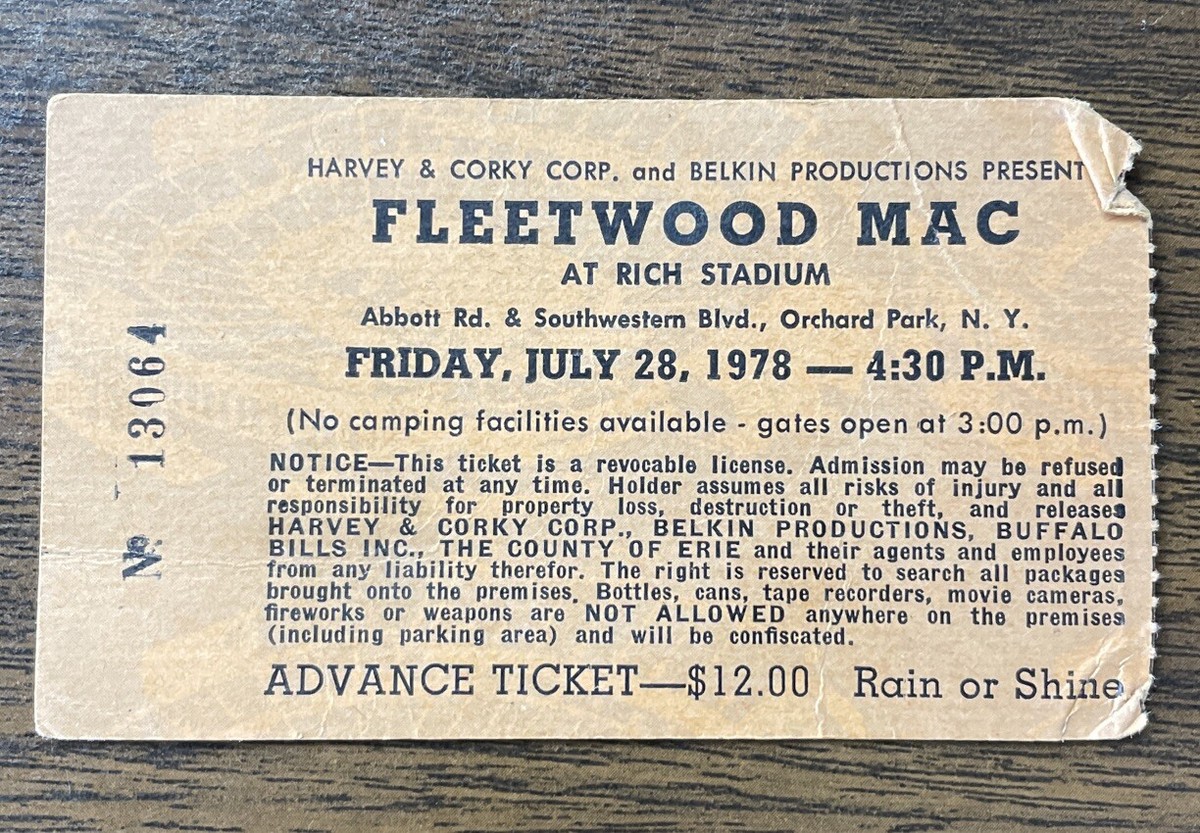 HARVEY & CORKY CORP. and BELKIN PRODUCTIONS PRESENT
FLEETWOOD MAC
AT RICH STADIUM
Abbott Rd. & Southwestern Blvd., Orchard Park, N. Y.
FRIDAY, JULY 28, 1978 — 4:30 P.M.
(No camping facilities available - gates open at 3:00 p.m.)
NOTICE—This ticket is a revocable license. Admission may be refused
or terminated at any time. Holder assumes all risks of injury and all
responsibility for property loss, destruction or theft, and releases
HARVEY & CORKY CORP., BELKIN PRODUCTIONS, BUFFALO
BILLS INC., THE COUNTY OF ERIE and their agents and employees
from any liability therefor. The right is reserved to search all packages
brought onto the premises. Bottles, cans, tape recorders, movie cameras,
fireworks or weapons are NOT ALLOWED anywhere on the premises
(including parking area) and will be confiscated.
ADVANCE TICKET—$12.00 Rain or Shine
Nº 13064